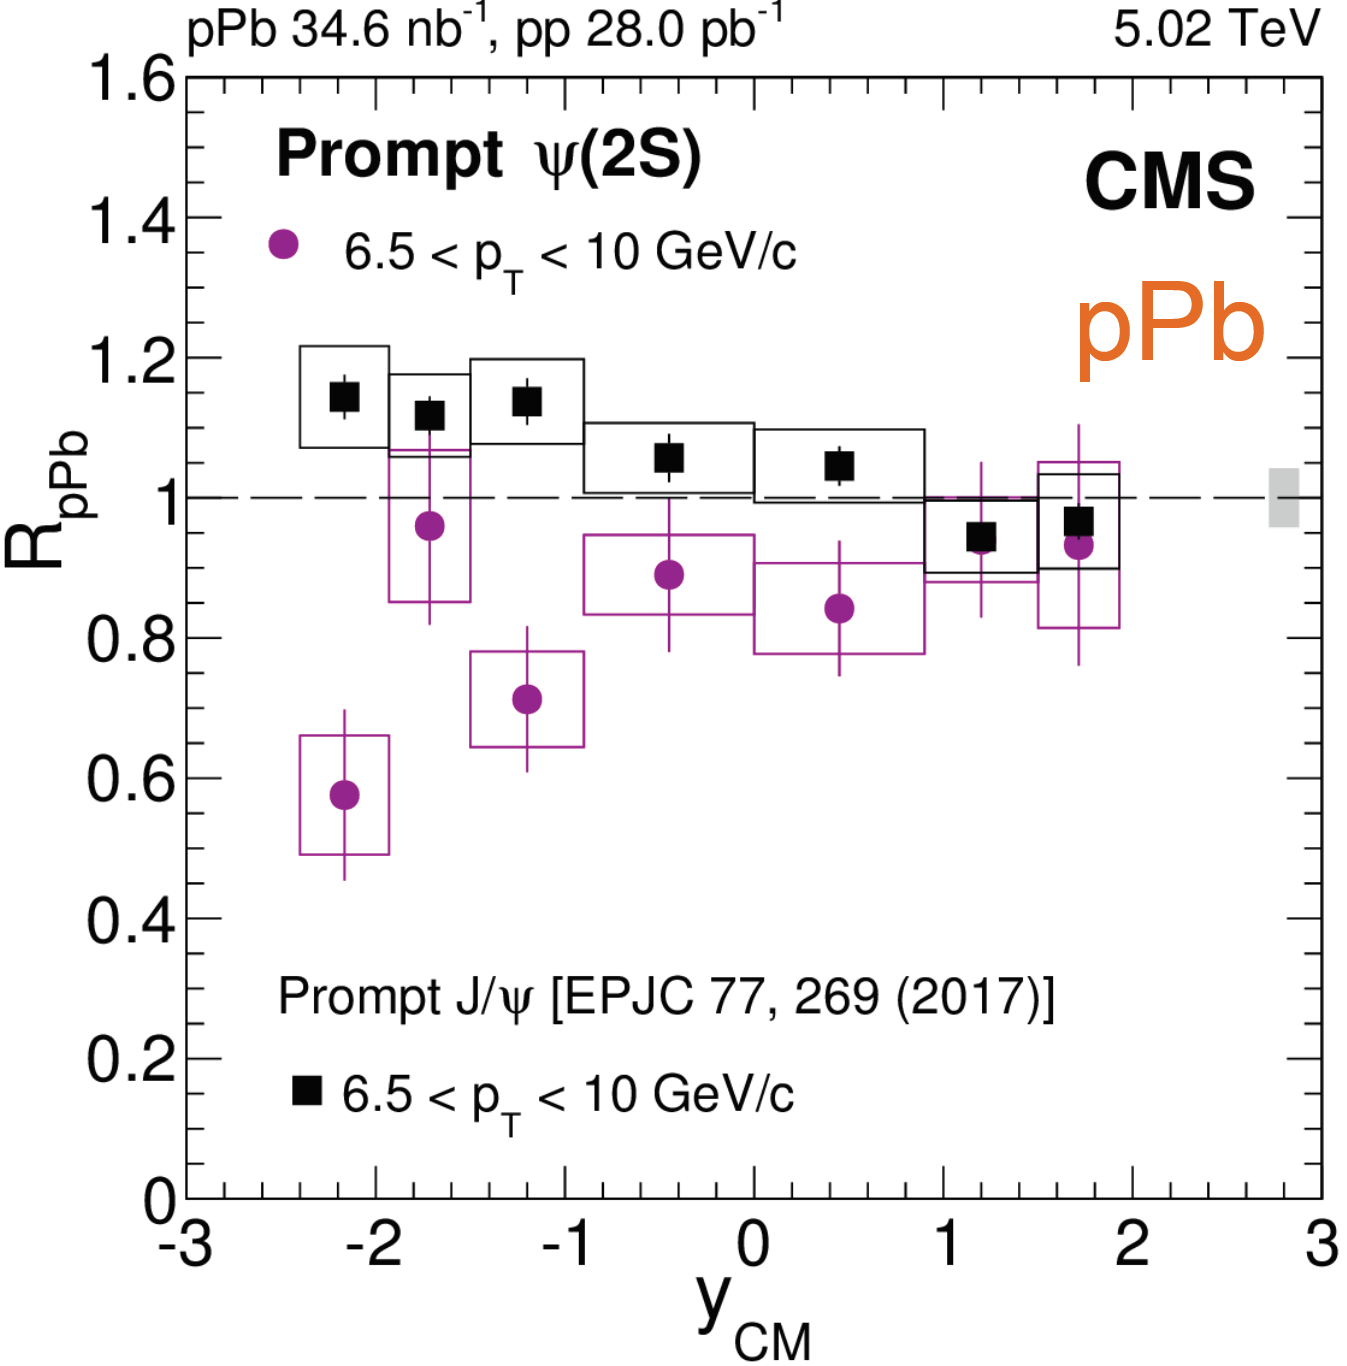 pPb 34.6 nb-1, pp 28.0 pb-1 5.02 TeV
1.6
Prompt ψ(2S)
CMS
1.4
6.5 < pT < 10 GeV/c
pPb
1.2
RpPb
1
0.8
0.6
0.4
Prompt J/ψ [EPJC 77, 269 (2017)]
0.2
6.5 < pT < 10 GeV/c
0
-3 -2 -1 0 1 2 3
yCM